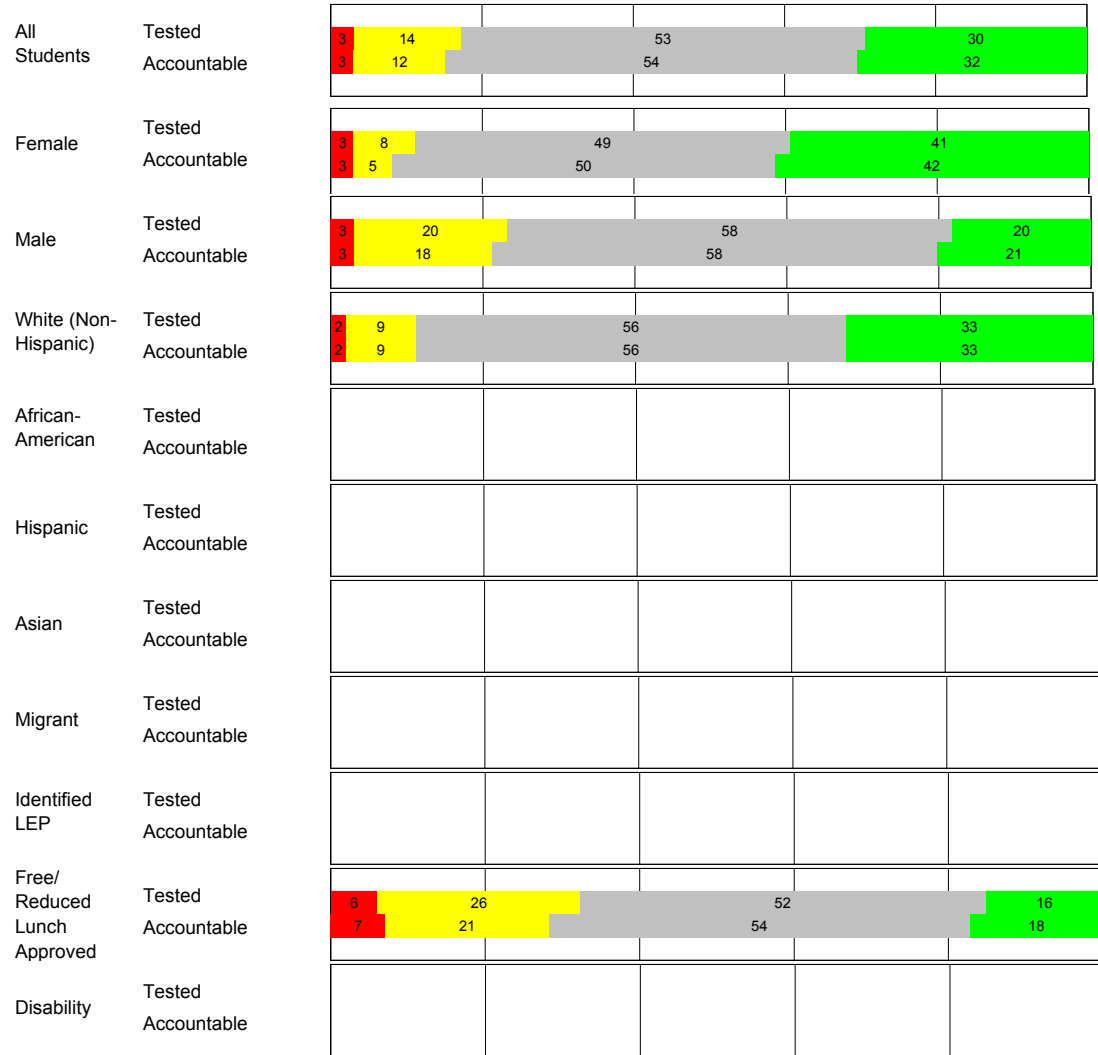 All
Students
Tested
3 14 53 30
Accountable
3 12 54 32
Female
Tested
3 8 49 41
Accountable
3 5 50 42
Male
Tested
3 20 58 20
Accountable
3 18 58 21
White (Non-
Hispanic)
Tested
2 9 56 33
Accountable
2 9 56 33
African-
American
Tested
Accountable
Hispanic
Tested
Accountable
Asian
Tested
Accountable
Migrant
Tested
Accountable
Identified
LEP
Tested
Accountable
Free/
Reduced
Lunch
Approved
Tested
6 26 52 16
Accountable
7 21 54 18
Disability
Tested
Accountable